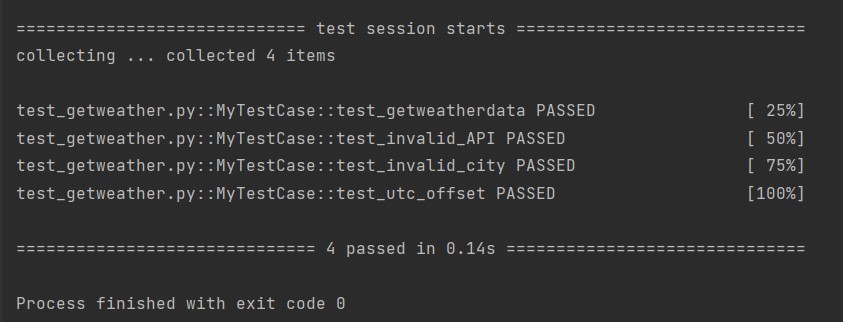 ============================= test session starts =============================
collecting ... collected 4 items
test_getweather.py::MyTestCase::test_getweatherdata PASSED [ 25%]
test_getweather.py::MyTestCase::test_invalid_API PASSED [ 50%]
test_getweather.py::MyTestCase::test_invalid_city PASSED [ 75%]
test_getweather.py::MyTestCase::test_utc_offset PASSED [100%]
============================== 4 passed in 0.14s ==============================
Process finished with exit code 0